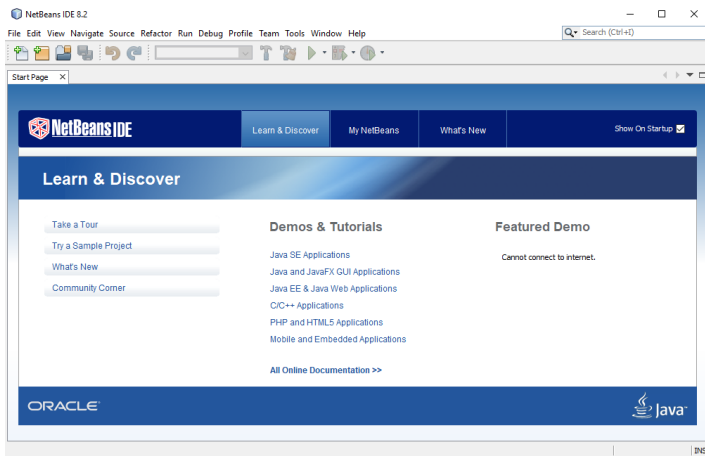 NetBeans IDE 8.2
File Edit View Navigate Source Refactor Run Debug Profile Team Tools Window Help
Search (Ctrl+I)
Start Page
NetBeans IDE
Learn & Discover
My NetBeans
What's New
Show On Startup
Learn & Discover
Take a Tour
Try a Sample Project
What's New
Community Corner
Demos & Tutorials
Java SE Applications
Java and JavaFX GUI Applications
Java EE & Java Web Applications
C/C++ Applications
PHP and HTML5 Applications
Mobile and Embedded Applications
All Online Documentation >>
Featured Demo
Cannot connect to internet.
ORACLE
Java
INS